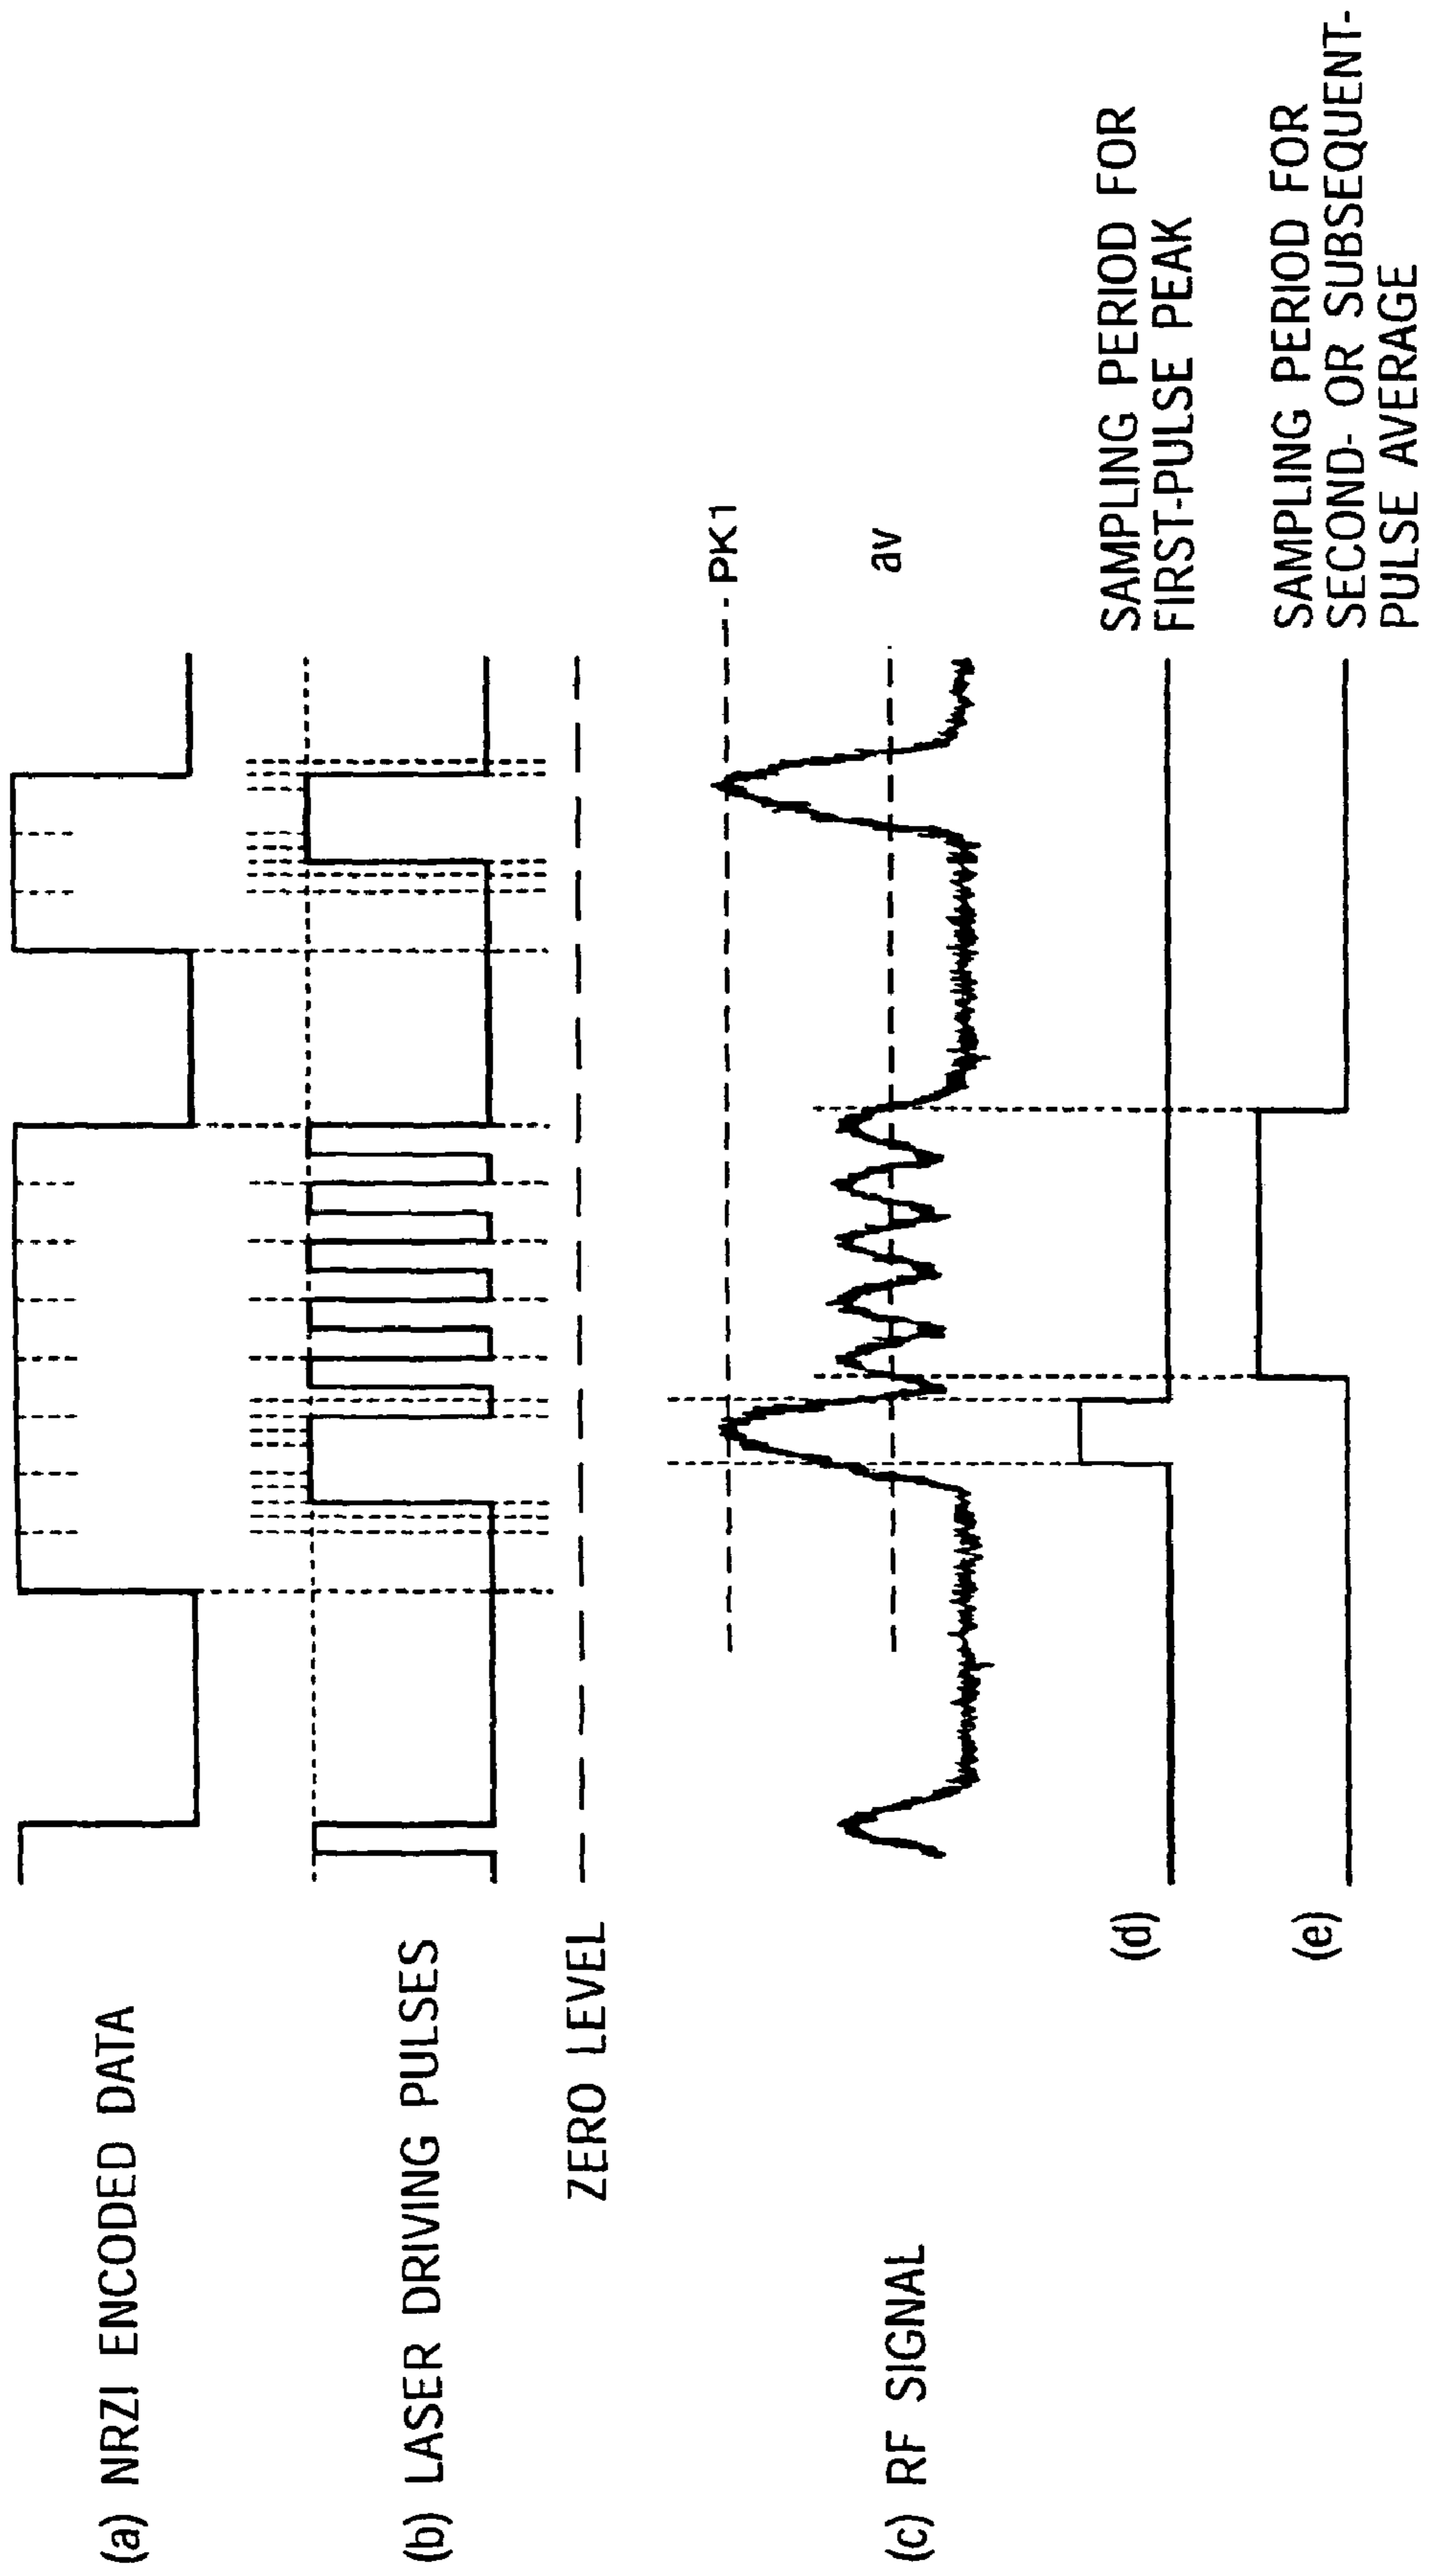 (a) NRZI ENCODED DATA
(b) LASER DRIVING PULSES
ZERO LEVEL
PK1
av
(c) RF SIGNAL
(d)
SAMPLING PERIOD FOR
FIRST-PULSE PEAK
(e)
SAMPLING PERIOD FOR
SECOND- OR SUBSEQUENT-
PULSE AVERAGE